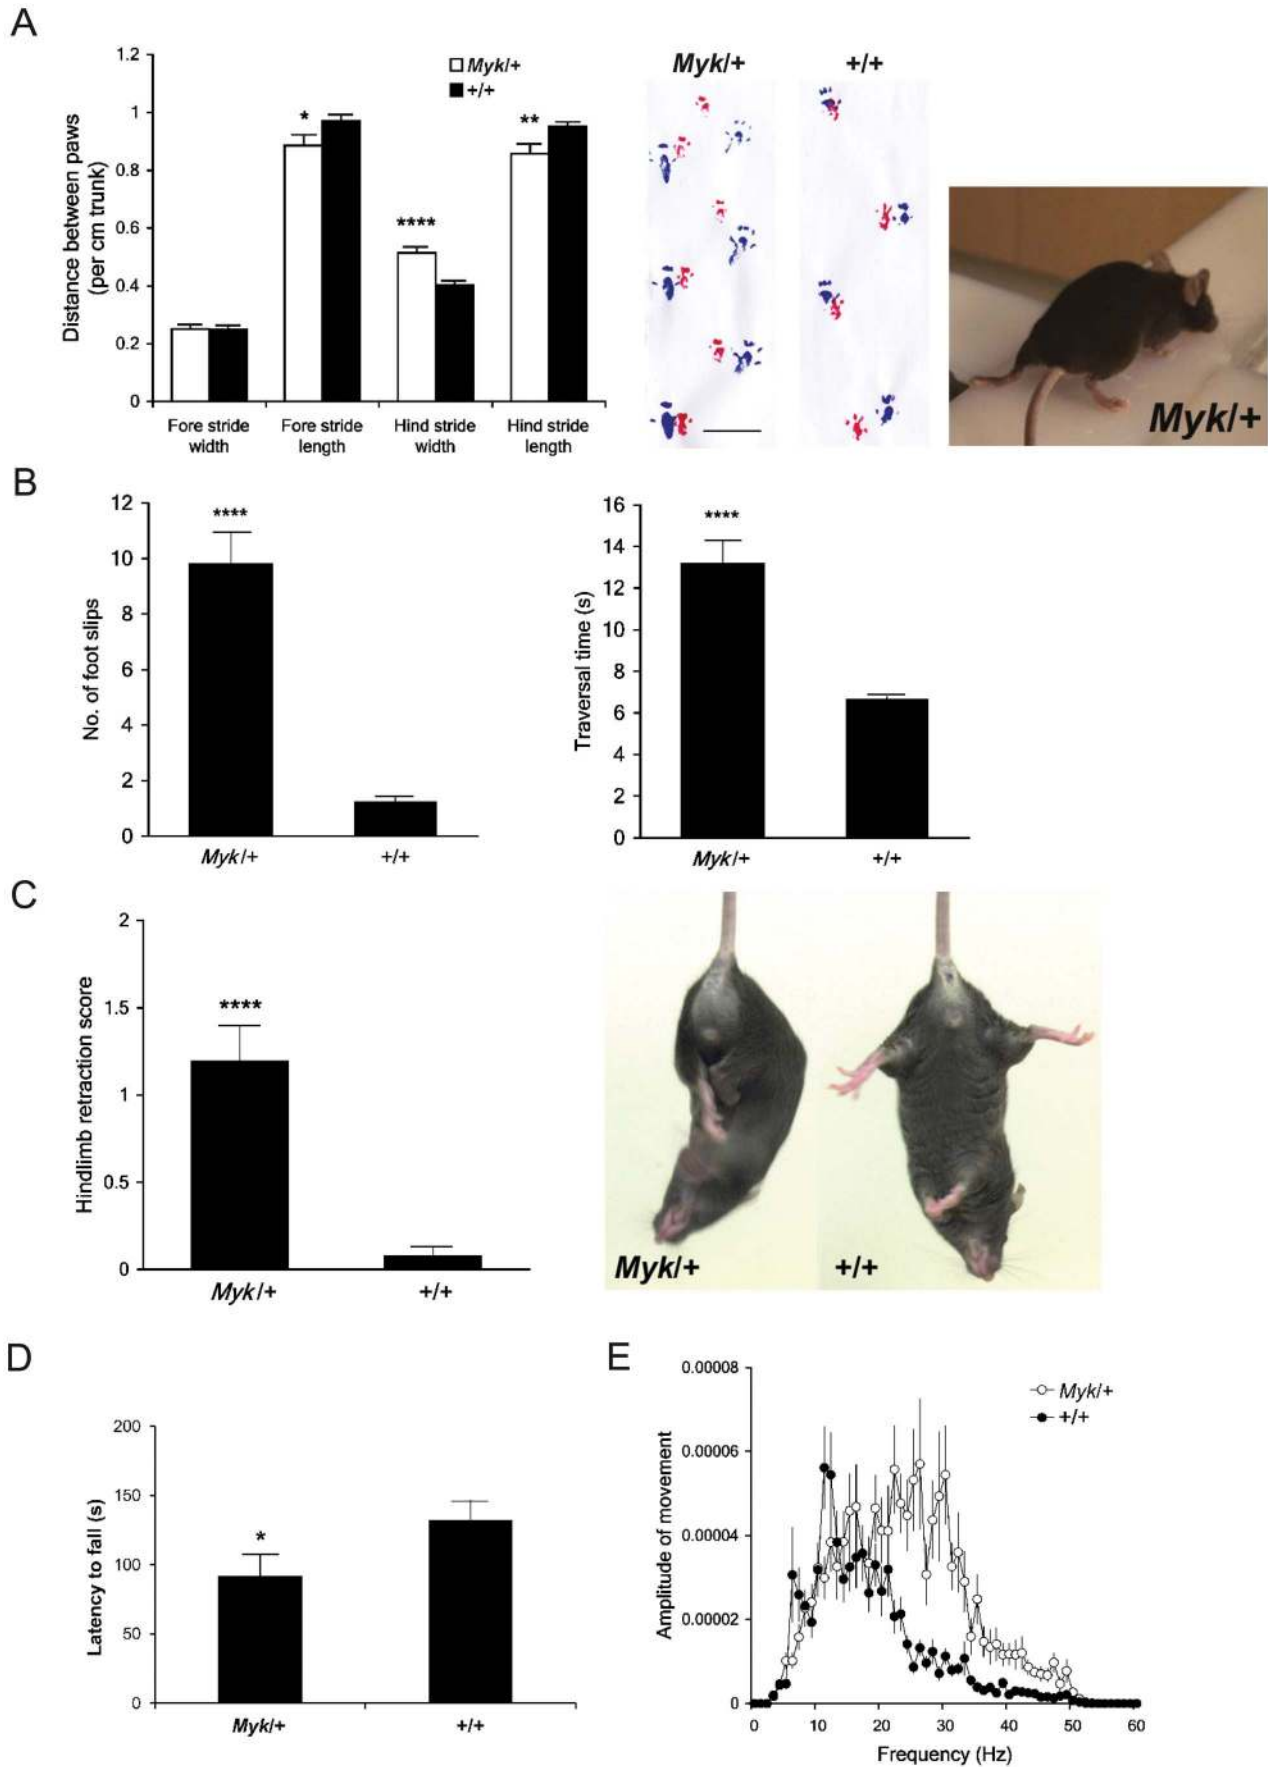 A
1.2
1
0.8
0.6
0.4
0.2
0
Distance between paws
(per cm trunk)
Myk/+
+/+
*
****
**
Fore stride
width
Fore stride
length
Hind stride
width
Hind stride
length
Myk/+
+/+
Myk/+
B
12
10
8
6
4
2
0
No. of foot slips
****
Myk/+
+/+
16
14
12
10
8
6
4
2
0
Traversal time (s)
****
Myk/+
+/+
C
2
1.5
1
0.5
0
Hindlimb retraction score
****
Myk/+
+/+
Myk/+
+/+
D
200
150
100
50
0
Latency to fall (s)
*
Myk/+
+/+
E
0.00008
0.00006
0.00004
0.00002
0
Amplitude of movement
Myk/+
+/+
0 10 20 30 40 50 60
Frequency (Hz)